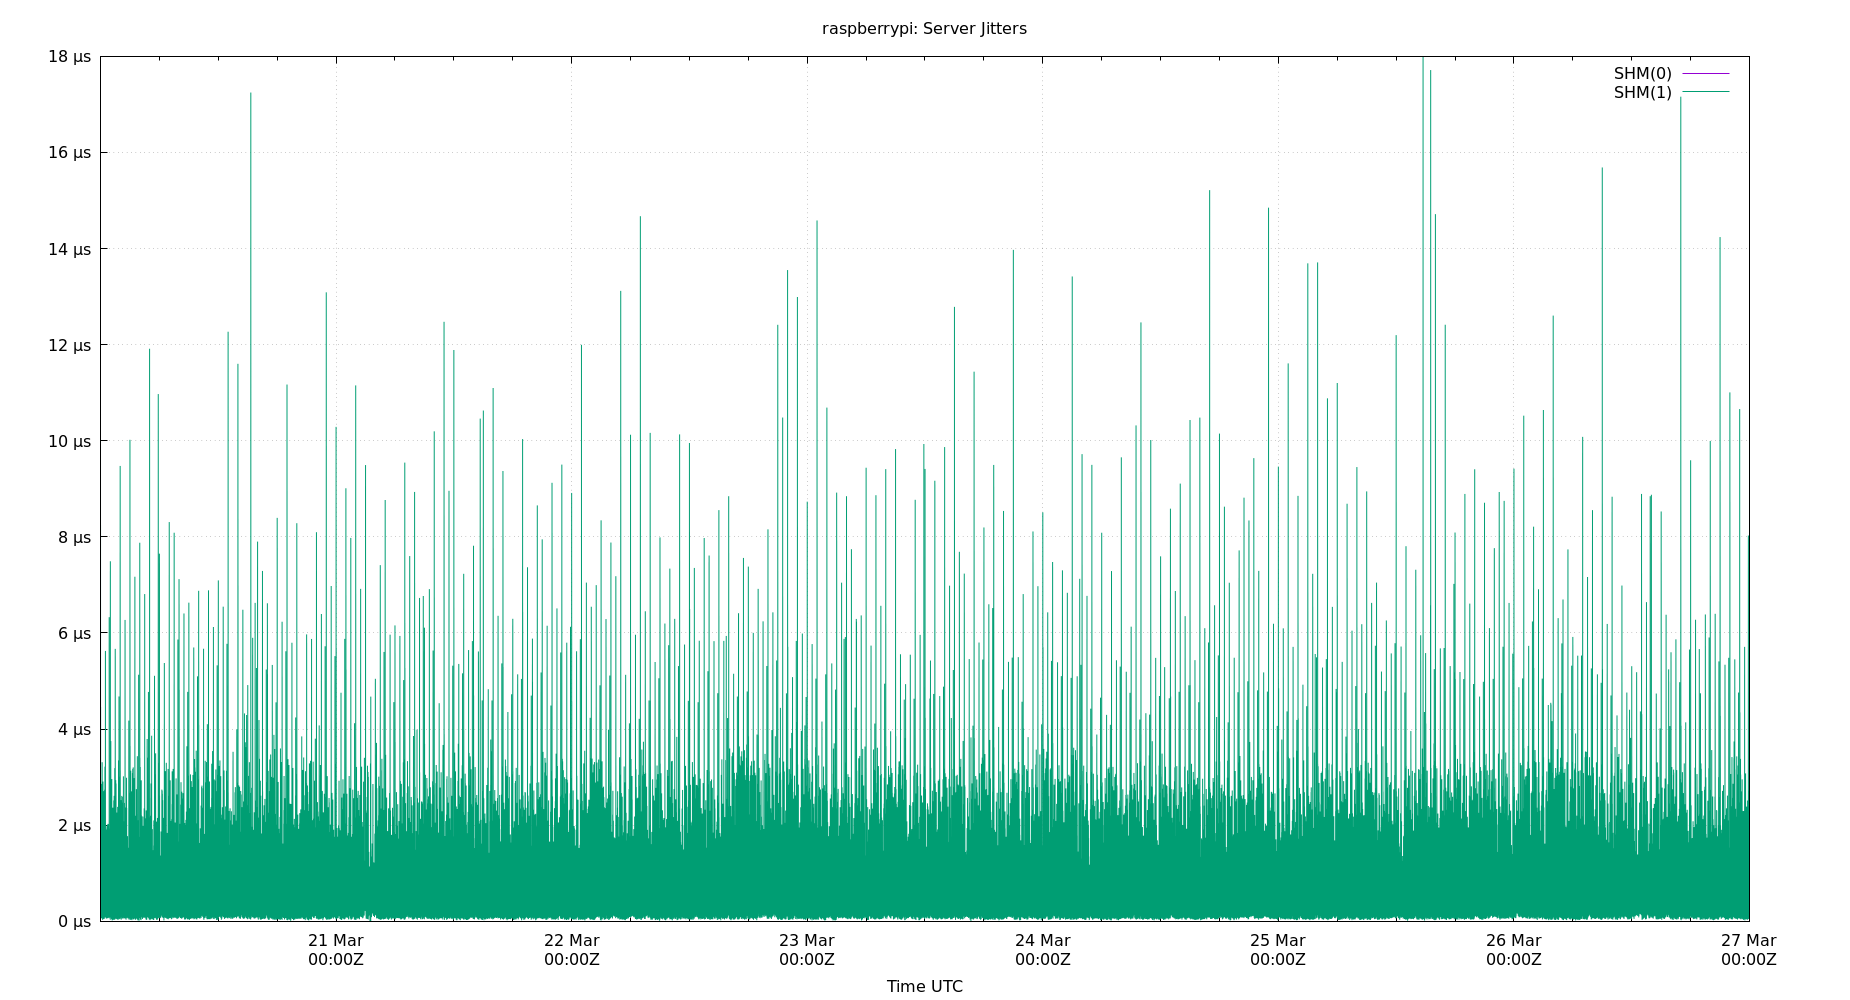 raspberrypi: Server Jitters
18 µs
16 µs
14 µs
12 µs
10 µs
8 µs
6 µs
4 µs
2 µs
0 µs
SHM(0)
SHM(1)
21 Mar 22 Mar 23 Mar 24 Mar 25 Mar 26 Mar 27 Mar
00:00Z 00:00Z 00:00Z 00:00Z 00:00Z 00:00Z 00:00Z
Time UTC